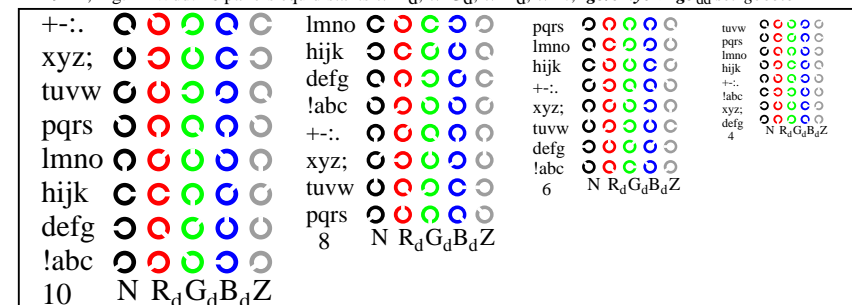 +-:.
xyz;
tuvw
pqrs
lmno
hijk
defg
!abc
10 N RdGdBdZ
lmno
hijk
defg
!abc
+-:.
xyz;
tuvw
pqrs
8 N RdGdBdZ
pqrs
lmno
hijk
+-:.
xyz;
tuvw
defg
!abc
6 N RdGdBdZ
tuvw
pqrs
lmno
hijk
+-:.
!abc
xyz;
defg
4 N RdGdBdZ